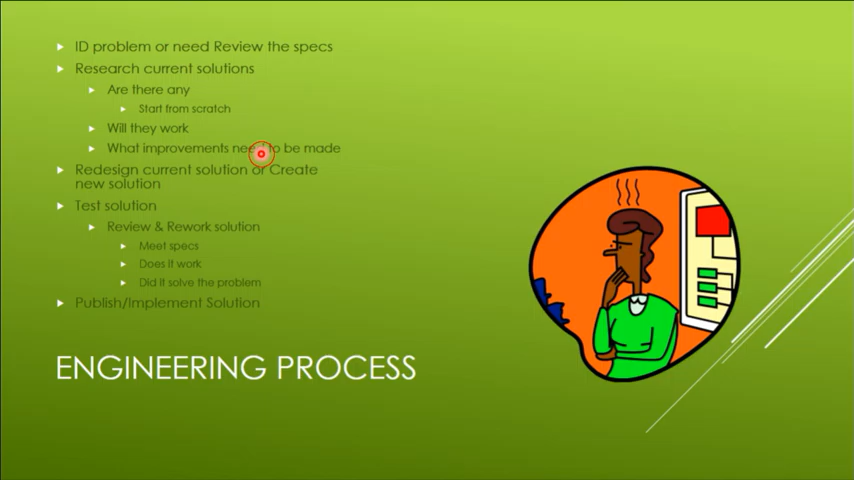 ID problem or need Review the specs
Research current solutions
Are there any
Start from scratch
Will they work
What improvements need to be made
Redesign current solution or Create
new solution
Test solution
Review & Rework solution
Meet specs
Does it work
Did it solve the problem
Publish/Implement Solution
ENGINEERING PROCESS